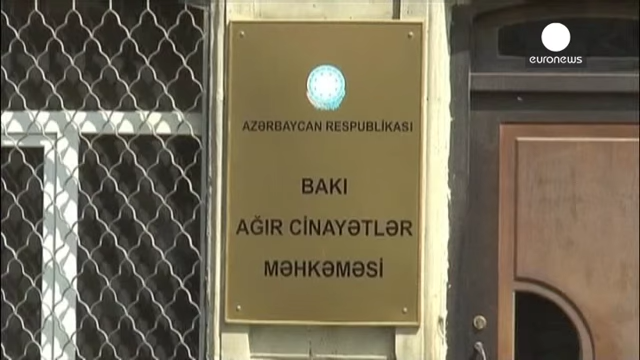 euronews
AZƏRBAYCAN RESPUBLİKASI
BAKI
AĞIR CİNAYƏTLƏR
MƏHKƏMƏSİ